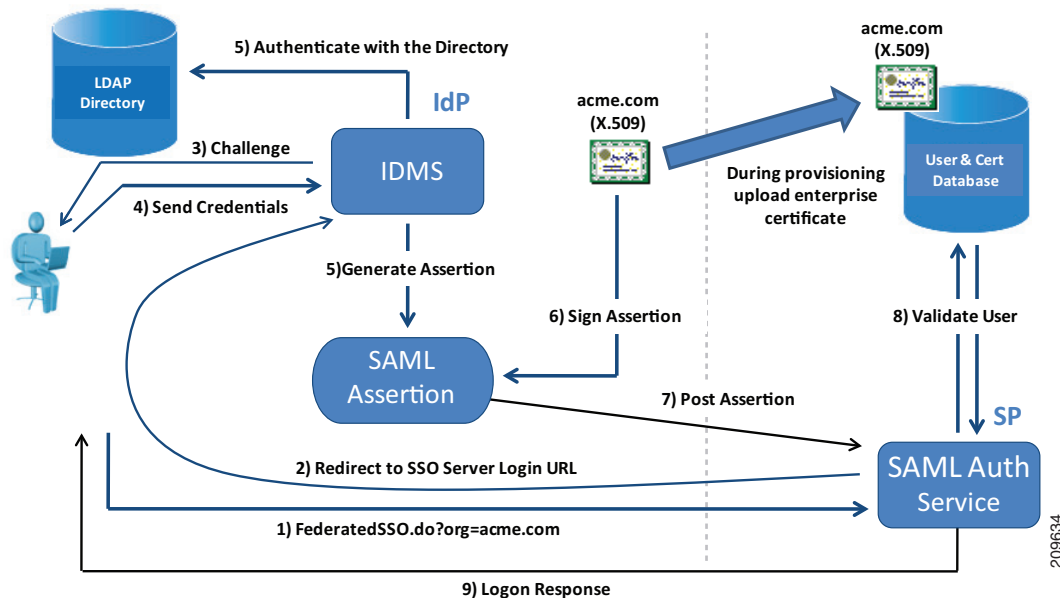 5) Authenticate with the Directory
LDAP
Directory
IdP
acme.com
(X.509)
acme.com
(X.509)
3) Challenge
IDMS
User & Cert
Database
During provisioning
upload enterprise
certificate
4) Send Credentials
5)Generate Assertion
6) Sign Assertion
8) Validate User
SAML
Assertion
7) Post Assertion
SP
2) Redirect to SSO Server Login URL
SAML Auth
Service
1) FederatedSSO.do?org=acme.com
9) Logon Response
209634